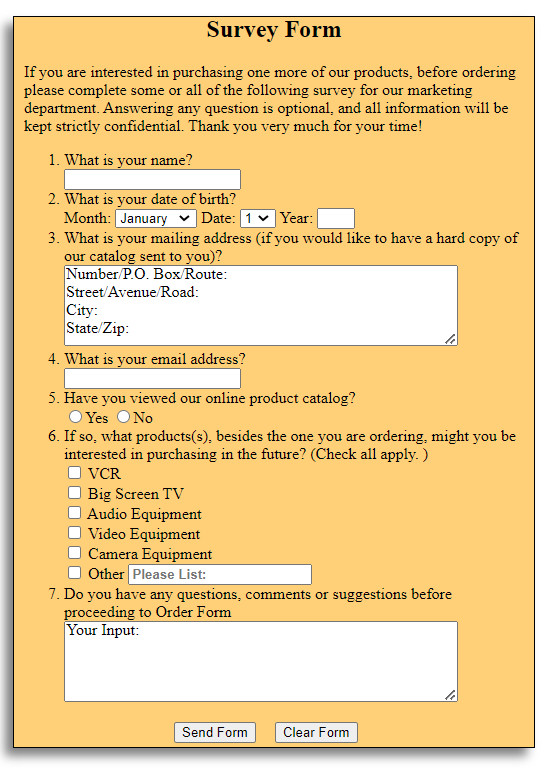 Survey Form
If you are interested in purchasing one more of our products, before ordering
please complete some or all of the following survey for our marketing
department. Answering any question is optional, and all information will be
kept strictly confidential. Thank you very much for your time!
1. What is your name?
2. What is your date of birth?
Month: January Date: 1 Year:
3. What is your mailing address (if you would like to have a hard copy of
our catalog sent to you)?
Number/P.O. Box/Route:
Street/Avenue/Road:
City:
State/Zip:
4. What is your email address?
5. Have you viewed our online product catalog?
Yes No
6. If so, what products(s), besides the one you are ordering, might you be
interested in purchasing in the future? (Check all apply. )
VCR
Big Screen TV
Audio Equipment
Video Equipment
Camera Equipment
Other Please List:
7. Do you have any questions, comments or suggestions before
proceeding to Order Form
Your Input:
Send Form Clear Form